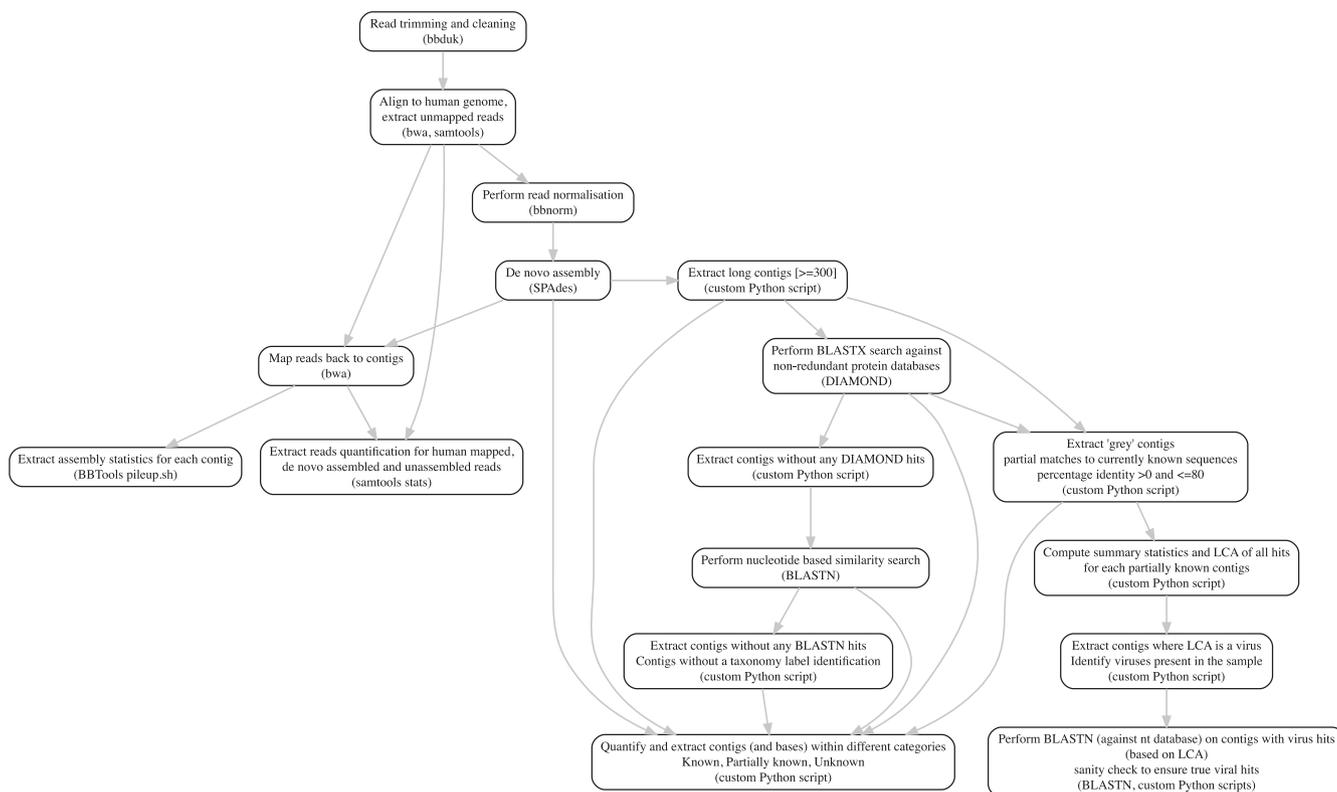 Read trimming and cleaning
(bbduk)
Align to human genome,
extract unmapped reads
(bwa, samtools)
Perform read normalisation
(bbnorm)
De novo assembly
(SPAdes)
Extract long contigs [>=300]
(custom Python script)
Map reads back to contigs
(bwa)
Perform BLASTX search against
non-redundant protein databases
(DIAMOND)
Extract assembly statistics for each contig
(BBTools pileup.sh)
Extract reads quantification for human mapped,
de novo assembled and unassembled reads
(samtools stats)
Extract contigs without any DIAMOND hits
(custom Python script)
Extract 'grey' contigs
partial matches to currently known sequences
percentage identity >0 and <=80
(custom Python script)
Perform nucleotide based similarity search
(BLASTN)
Compute summary statistics and LCA of all hits
for each partially known contigs
(custom Python script)
Extract contigs without any BLASTN hits
Contigs without a taxonomy label identification
(custom Python script)
Extract contigs where LCA is a virus
Identify viruses present in the sample
(custom Python script)
Quantify and extract contigs (and bases) within different categories
Known, Partially known, Unknown
(custom Python script)
Perform BLASTN (against nt database) on contigs with virus hits
(based on LCA)
sanity check to ensure true viral hits
(BLASTN, custom Python scripts)